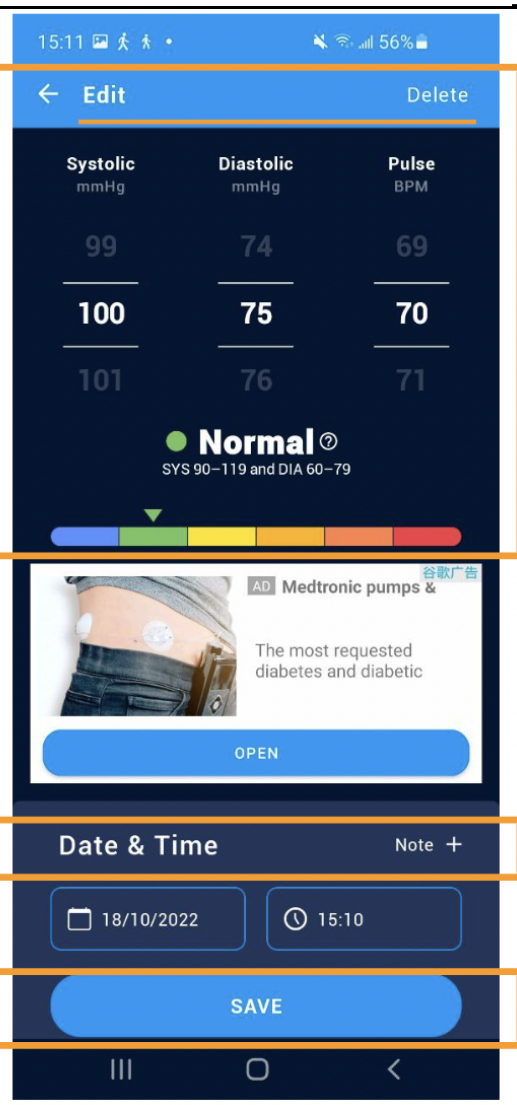 15:11 56%
Edit Delete
Systolic Diastolic Pulse
mmHg mmHg BPM
99 74 69
100 75 70
101 76 71
Normal ?
SYS 90–119 and DIA 60–79
谷歌广告
AD Medtronic pumps &
The most requested
diabetes and diabetic
OPEN
Date & Time Note +
18/10/2022 15:10
SAVE